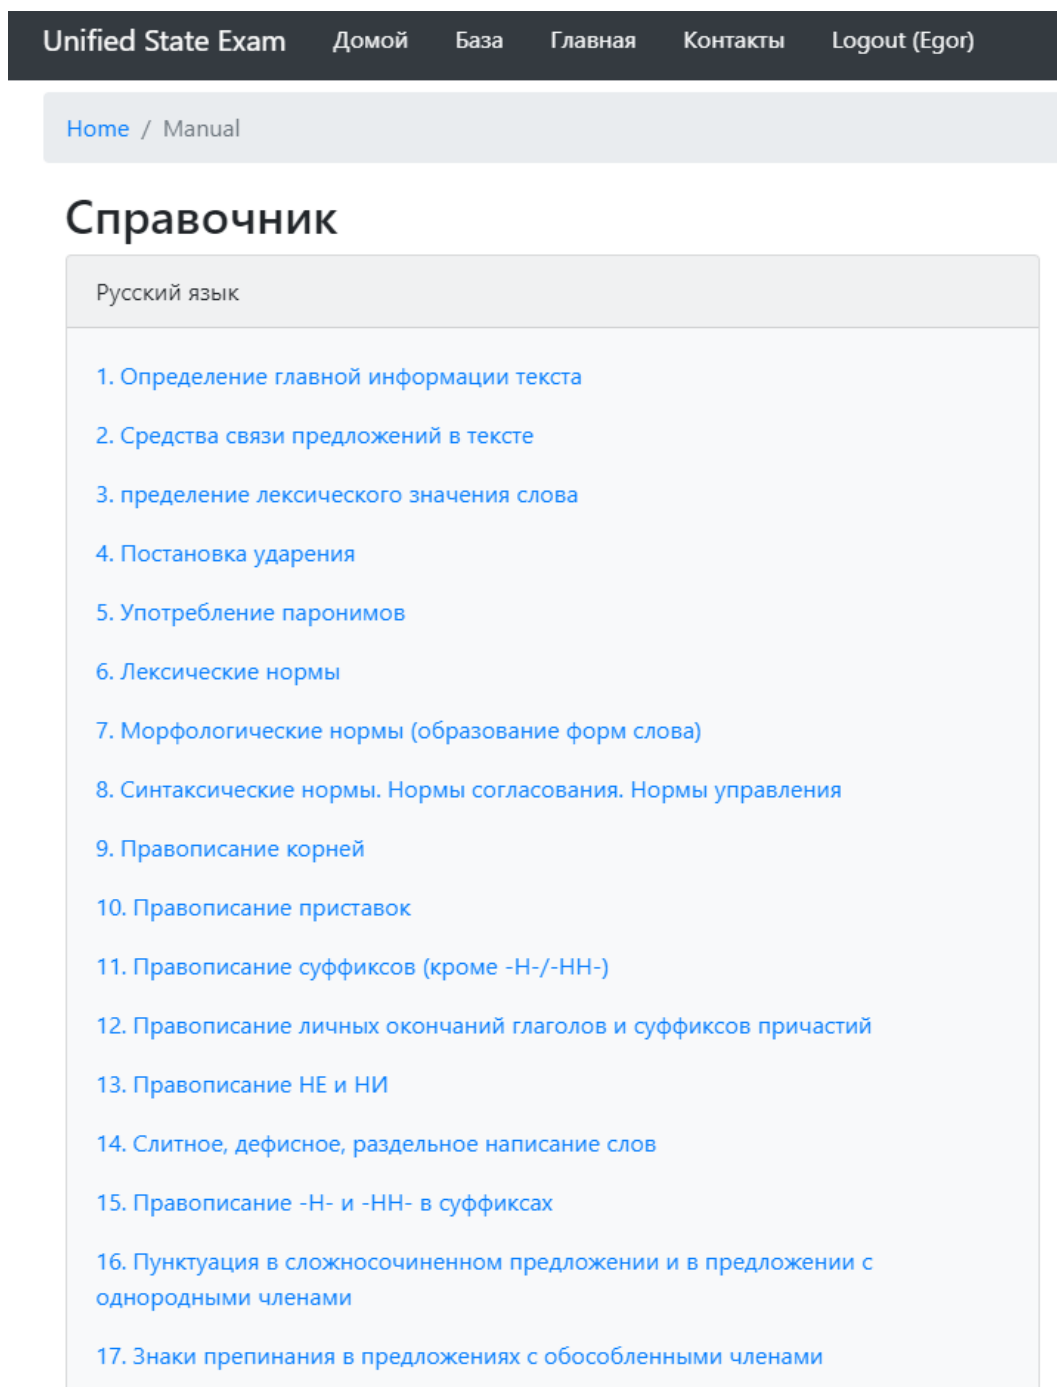 Unified State Exam Домой База Главная Контакты Logout (Egor)
Home / Manual
Справочник
Русский язык
1. Определение главной информации текста
2. Средства связи предложений в тексте
3. пределение лексического значения слова
4. Постановка ударения
5. Употребление паронимов
6. Лексические нормы
7. Морфологические нормы (образование форм слова)
8. Синтаксические нормы. Нормы согласования. Нормы управления
9. Правописание корней
10. Правописание приставок
11. Правописание суффиксов (кроме -Н-/-НН-)
12. Правописание личных окончаний глаголов и суффиксов причастий
13. Правописание НЕ и НИ
14. Слитное, дефисное, раздельное написание слов
15. Правописание -Н- и -НН- в суффиксах
16. Пунктуация в сложносочиненном предложении и в предложении с
однородными членами
17. Знаки препинания в предложениях с обособленными членами